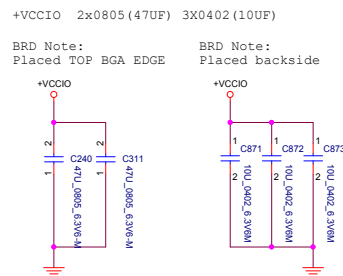 +VCCIO 2x0805(47UF) 3X0402(10UF)
BRD Note:
Placed TOP BGA EDGE
BRD Note:
Placed backside
+VCCIO
2
1
C240
47U_0805_6.3V6-M
2
1
C311
47U_0805_6.3V6-M
+VCCIO
1
2
C871
10U_0402_6.3V6M
1
2
C872
10U_0402_6.3V6M
1
2
C873
10U_0402_6.3V6M